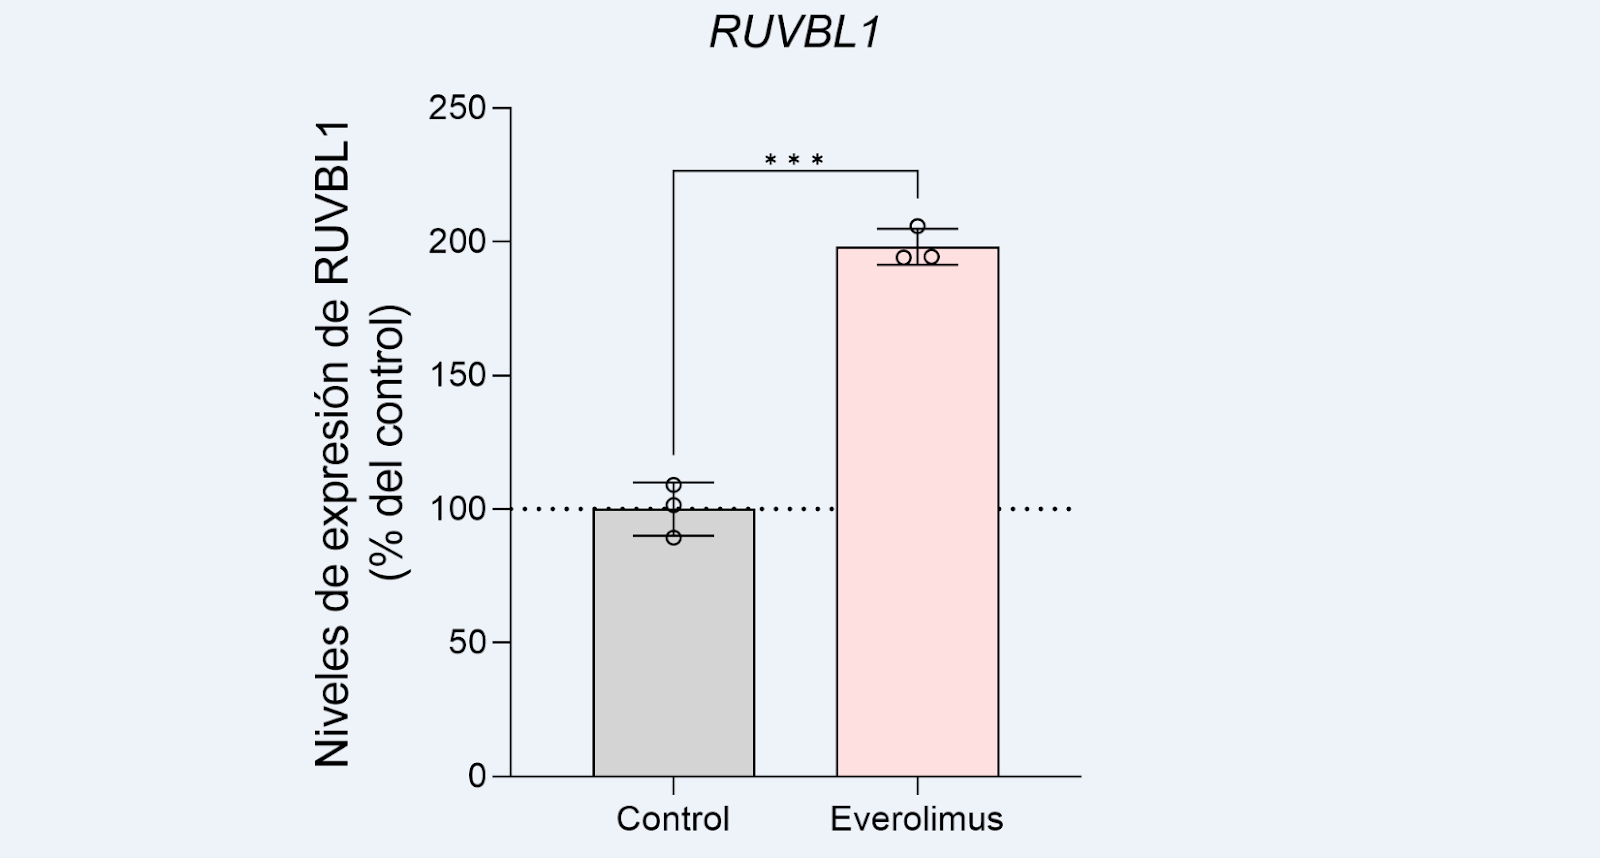 RUVBL1
Niveles de expresión de RUVBL1
(% del control)
250
200
150
100
50
0
***
Control
Everolimus